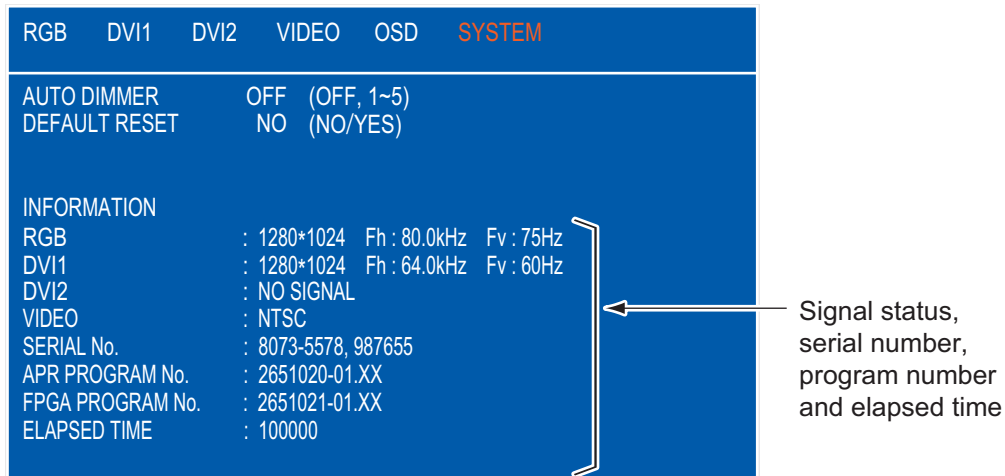 RGB DVI1 DVI2 VIDEO OSD SYSTEM
AUTO DIMMER OFF (OFF, 1~5)
DEFAULT RESET NO (NO/YES)
INFORMATION
RGB : 1280*1024 Fh : 80.0kHz Fv : 75Hz
DVI1 : 1280*1024 Fh : 64.0kHz Fv : 60Hz
DVI2 : NO SIGNAL
VIDEO : NTSC
SERIAL No. : 8073-5578, 987655
APR PROGRAM No. : 2651020-01.XX
FPGA PROGRAM No. : 2651021-01.XX
ELAPSED TIME : 100000
Signal status,
serial number,
program number
and elapsed time